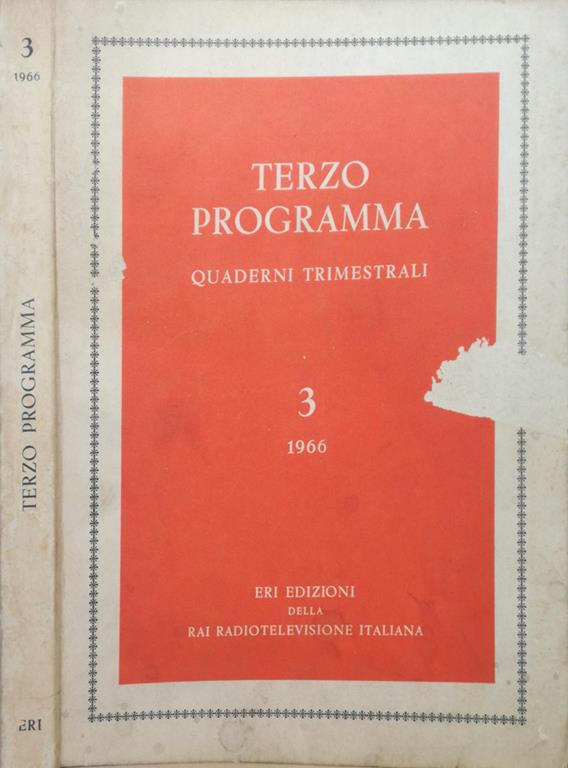 3
1966
TERZO PROGRAMMA
ERI
TERZO
PROGRAMMA
QUADERNI TRIMESTRALI
3
1966
ERI EDIZIONI
DELLA
RAI RADIOTELEVISIONE ITALIANA